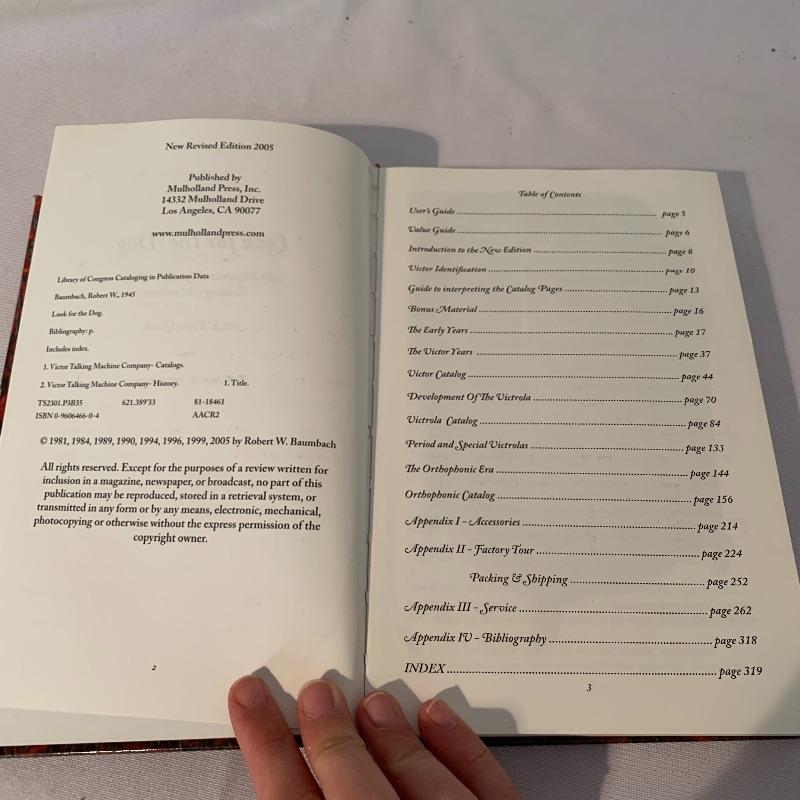 New Revised Edition 2005
Published by
Mulholland Press, Inc.
14332 Mulholland Drive
Los Angeles, CA 90077
www.mulhollandpress.com
Library of Congress Cataloging in Publication Data
Baumbach, Robert W., 1945
Look for the Dog.
Bibliography: p.
Includes index.
1. Victor Talking Machine Company- Catalogs.
2. Victor Talking Machine Company- History. 1. Title.
TS2301.P3B35 621.389'33 81-18461
ISBN 0-9606466-0-4 AACR2
© 1981, 1984, 1989, 1990, 1994, 1996, 1999, 2005 by Robert W. Baumbach
All rights reserved. Except for the purposes of a review written for
inclusion in a magazine, newspaper, or broadcast, no part of this
publication may be reproduced, stored in a retrieval system, or
transmitted in any form or by any means, electronic, mechanical,
photocopying or otherwise without the express permission of the
copyright owner.
2
Table of Contents
User's Guide ........ page 5
Value Guide ........ page 6
Introduction to the New Edition ........ page 8
Victor Identification ........ page 10
Guide to interpreting the Catalog Pages ........ page 13
Bonus Material ........ page 16
The Early Years ........ page 17
The Victor Years ........ page 37
Victor Catalog ........ page 44
Development Of The Victrola ........ page 70
Victrola Catalog ........ page 84
Period and Special Victrolas ........ page 133
The Orthophonic Era ........ page 144
Orthophonic Catalog ........ page 156
Appendix I - Accessories ........ page 214
Appendix II - Factory Tour ........ page 224
Packing & Shipping ........ page 252
Appendix III - Service ........ page 262
Appendix IV - Bibliography ........ page 318
INDEX ........ page 319
3